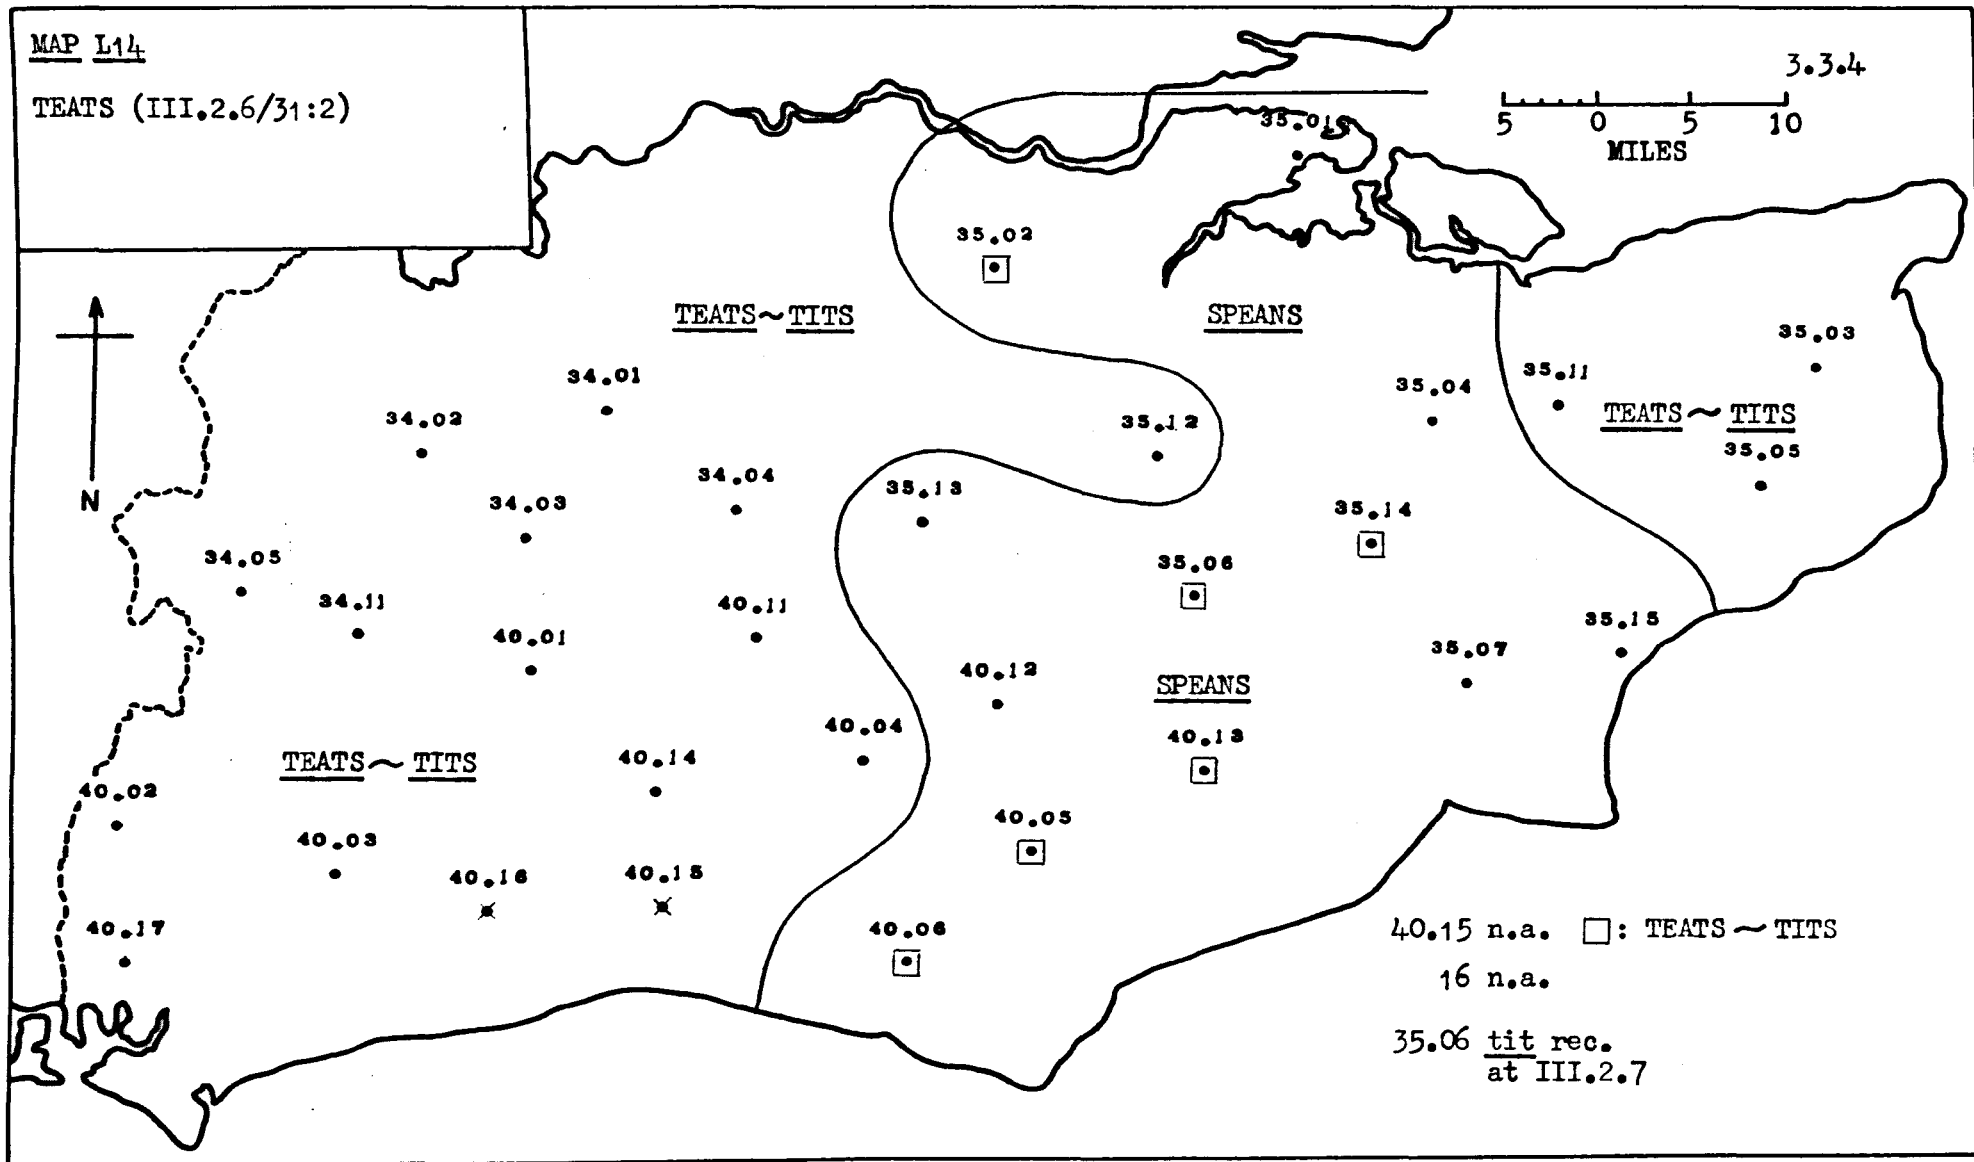 MAP L14
TEATS (III.2.6/31:2)
3.3.4
5 0 5 10
MILES
35.01
35.02
TEATS~TITS
SPEANS
35.03
34.01
35.04
35.11
34.02
35.12
TEATS~TITS
35.05
34.04
35.13
34.03
35.14
N
34.05
35.06
34.11
40.11
40.01
35.15
35.07
40.12
SPEANS
40.04
40.13
TEATS~TITS
40.14
40.02
40.05
40.03
40.16
40.15
40.17
40.06
40.15 n.a. □: TEATS~TITS
16 n.a.
35.06 tit rec.
at III.2.7